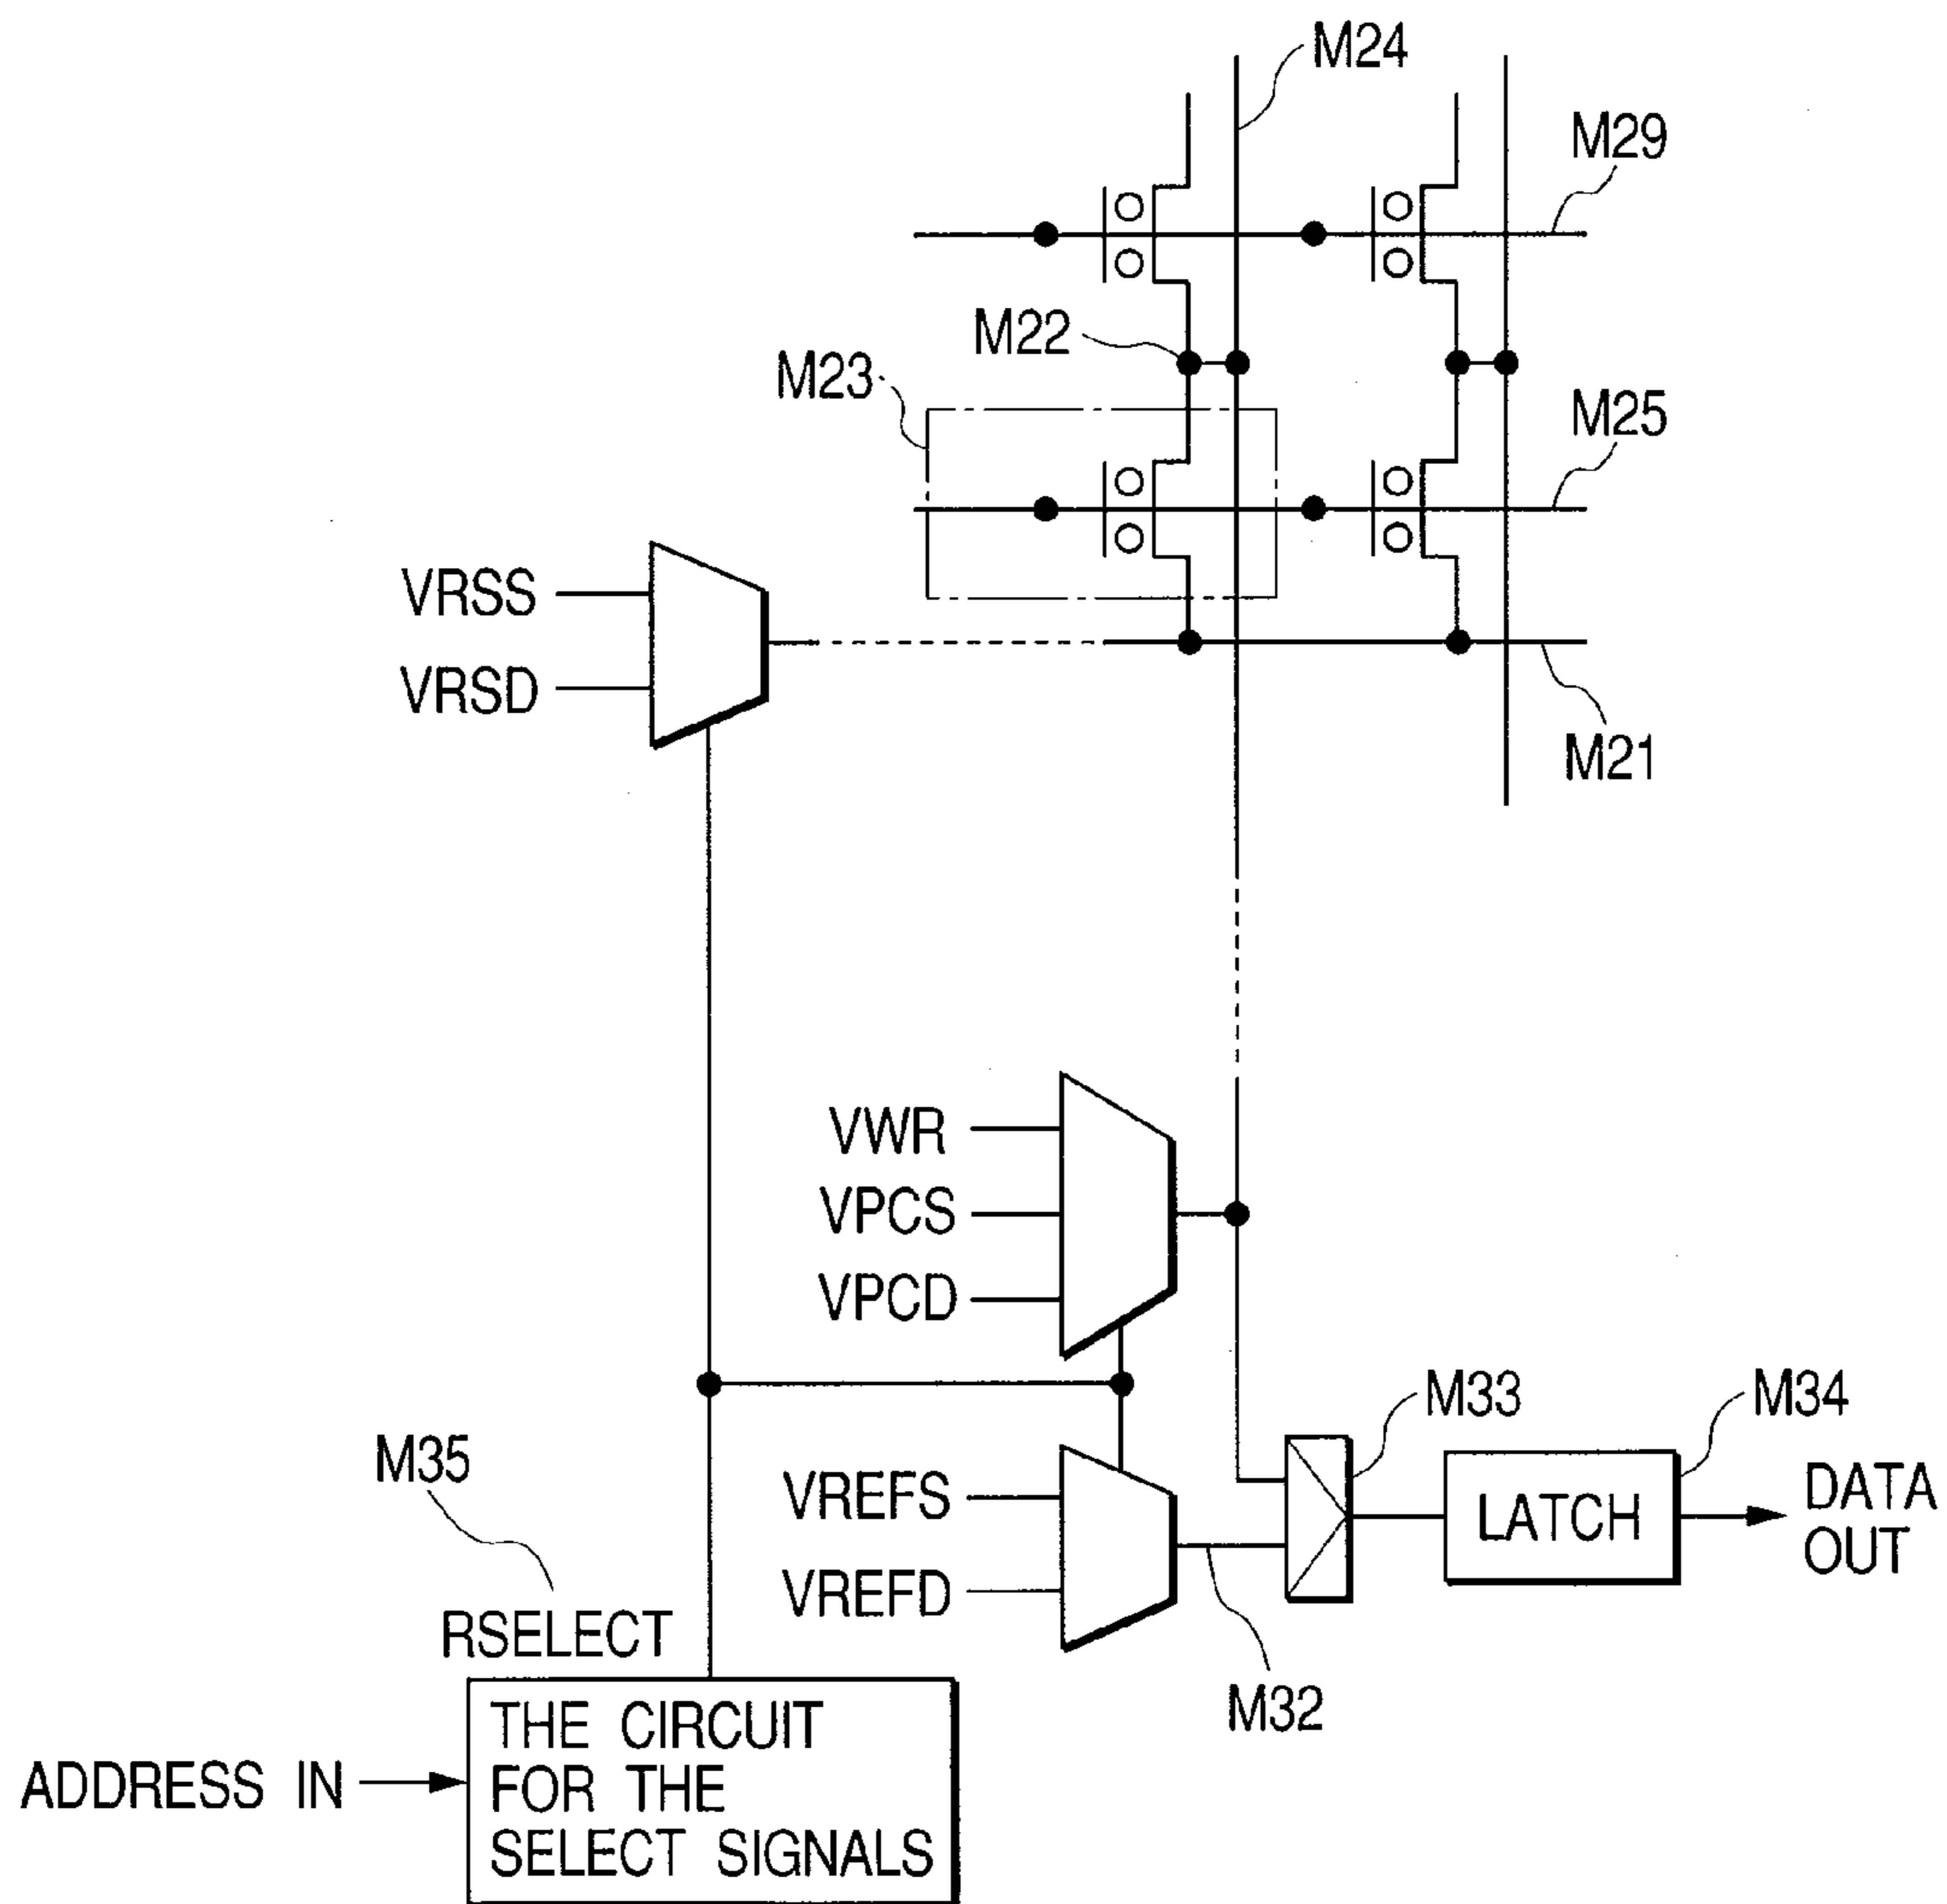 M24
M29
M22
M23
M25
VRSS
VRSD
M21
VWR
VPCS
VPCD
M33
M34
M35
VREFS
LATCH
DATA
OUT
VREFD
RSELECT
M32
THE CIRCUIT
FOR THE
SELECT SIGNALS
ADDRESS IN